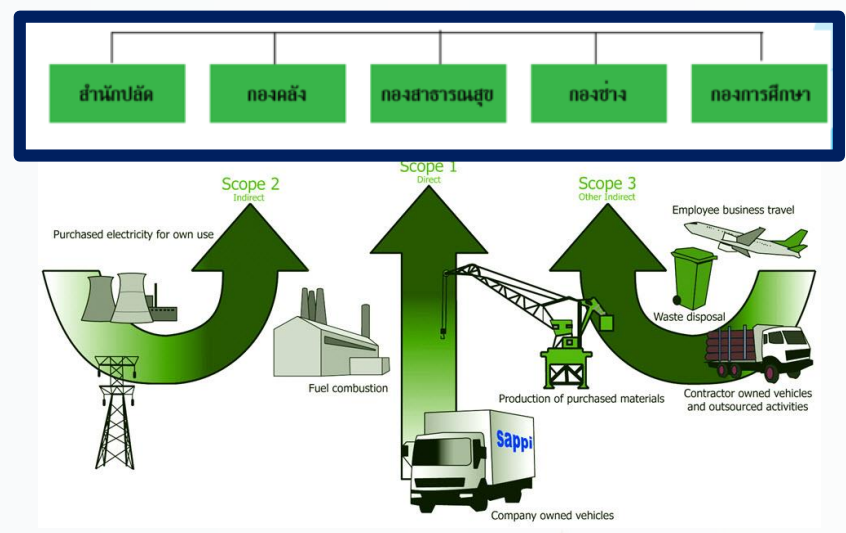 สำนักปลัด
กองคลัง
กองสาธารณสุข
กองช่าง
กองการศึกษา
Scope 2
Indirect
Scope 1
Direct
Scope 3
Other Indirect
Purchased electricity for own use
Employee business travel
Waste disposal
Fuel combustion
Production of purchased materials
Contractor owned vehicles
and outsourced activities
sappi
Company owned vehicles